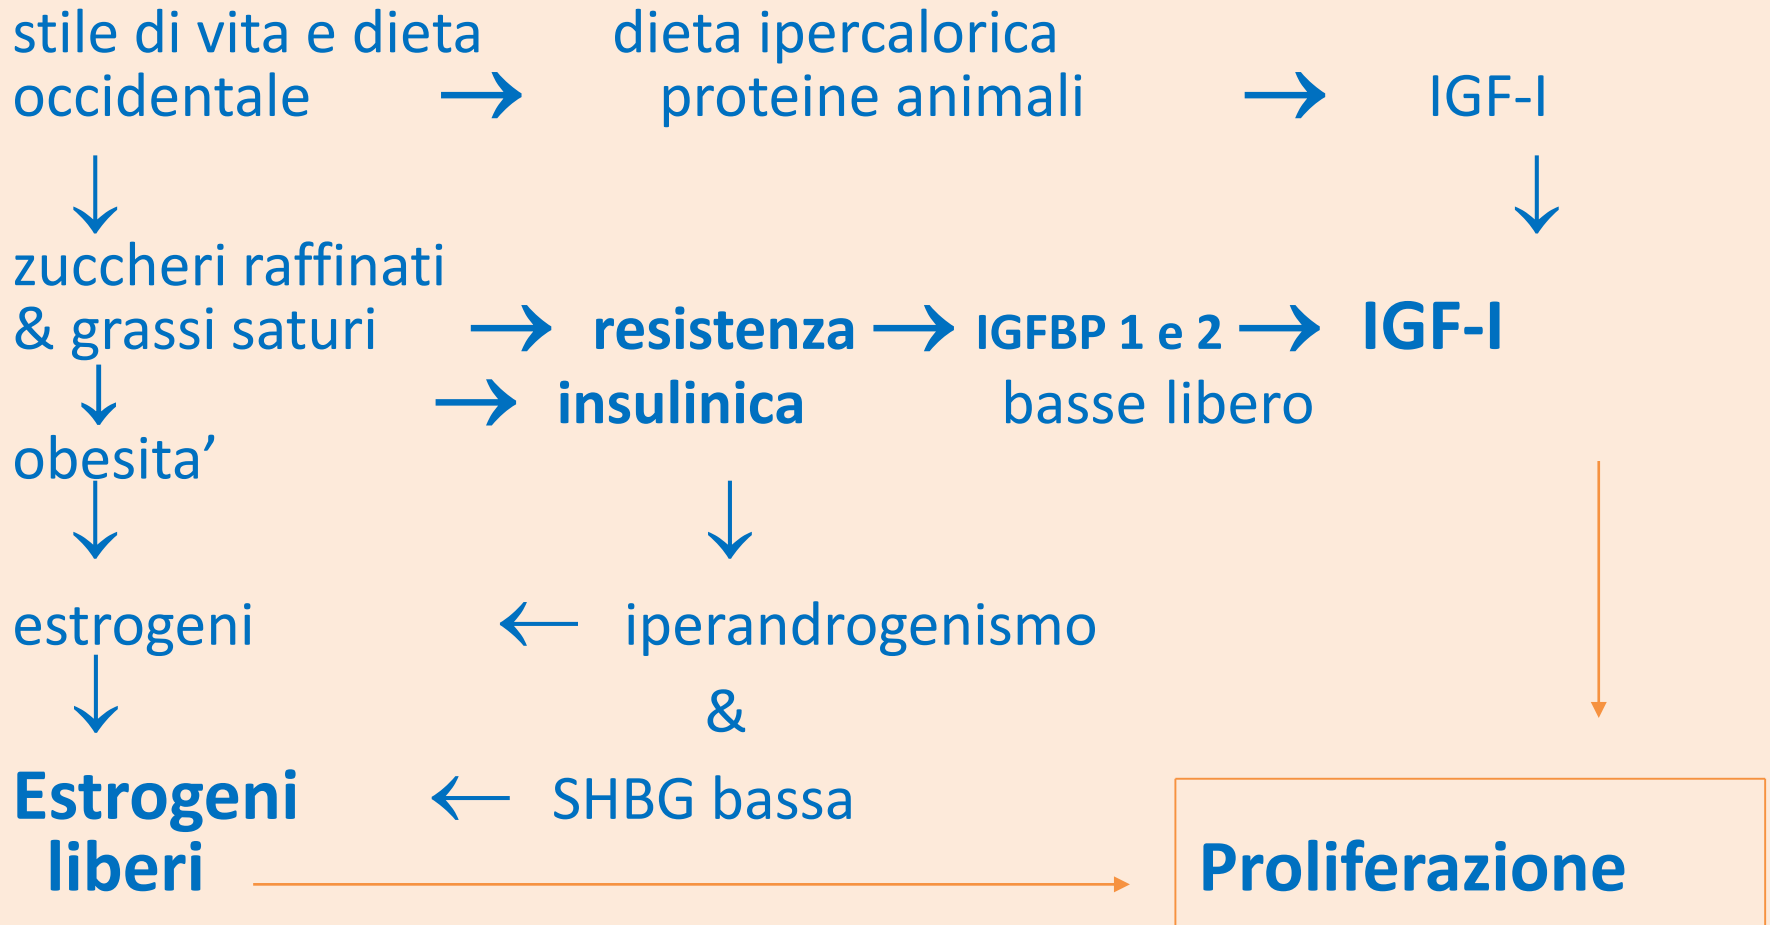 stile di vita e dieta dieta ipercalorica
occidentale → proteine animali → IGF-I
↓ ↓
zuccheri raffinati
& grassi saturi → resistenza → IGFBP 1 e 2 → IGF-I
↓ → insulinica basse libero
obesita’
↓ ↓
estrogeni ← iperandrogenismo
↓ &
Estrogeni ← SHBG bassa
liberi Proliferazione